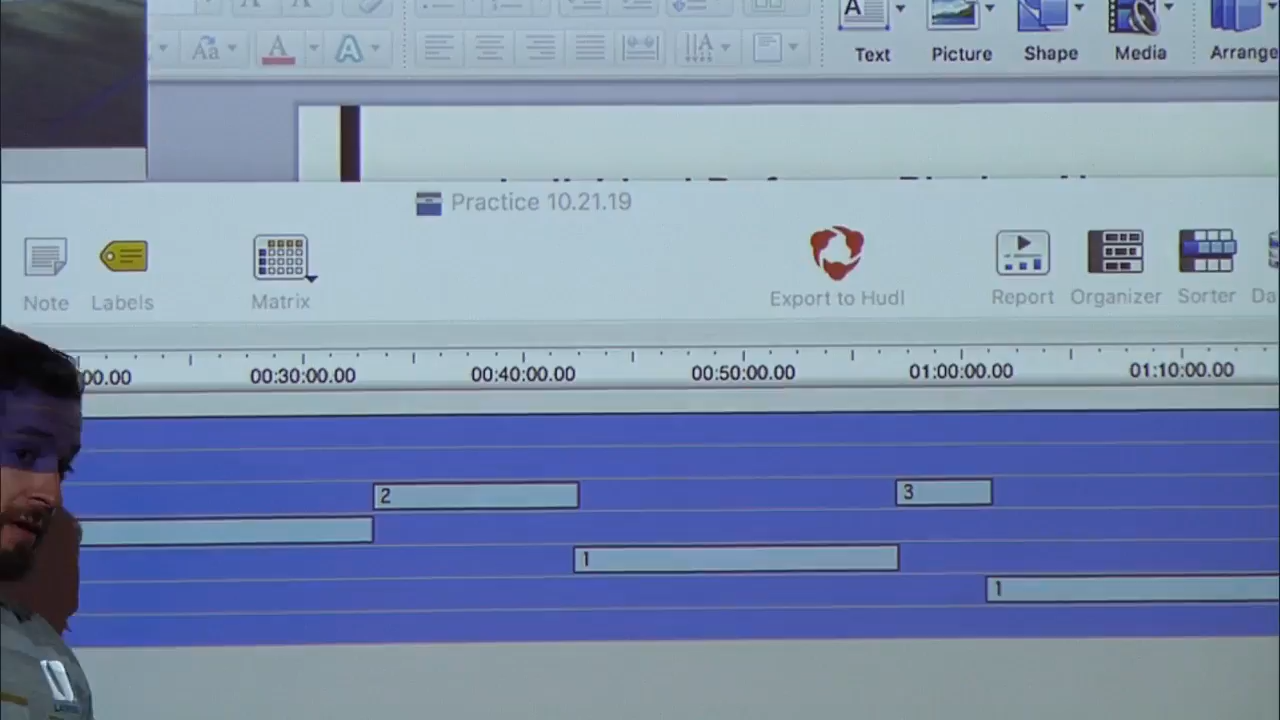 A A
Aa A A A
Text Picture Shape Media Arrange
Practice 10.21.19
Note Labels Matrix Export to Hudl Report Organizer Sorter Da
00.00 00:30:00.00 00:40:00.00 00:50:00.00 01:00:00.00 01:10:00.00
2 3
1
1